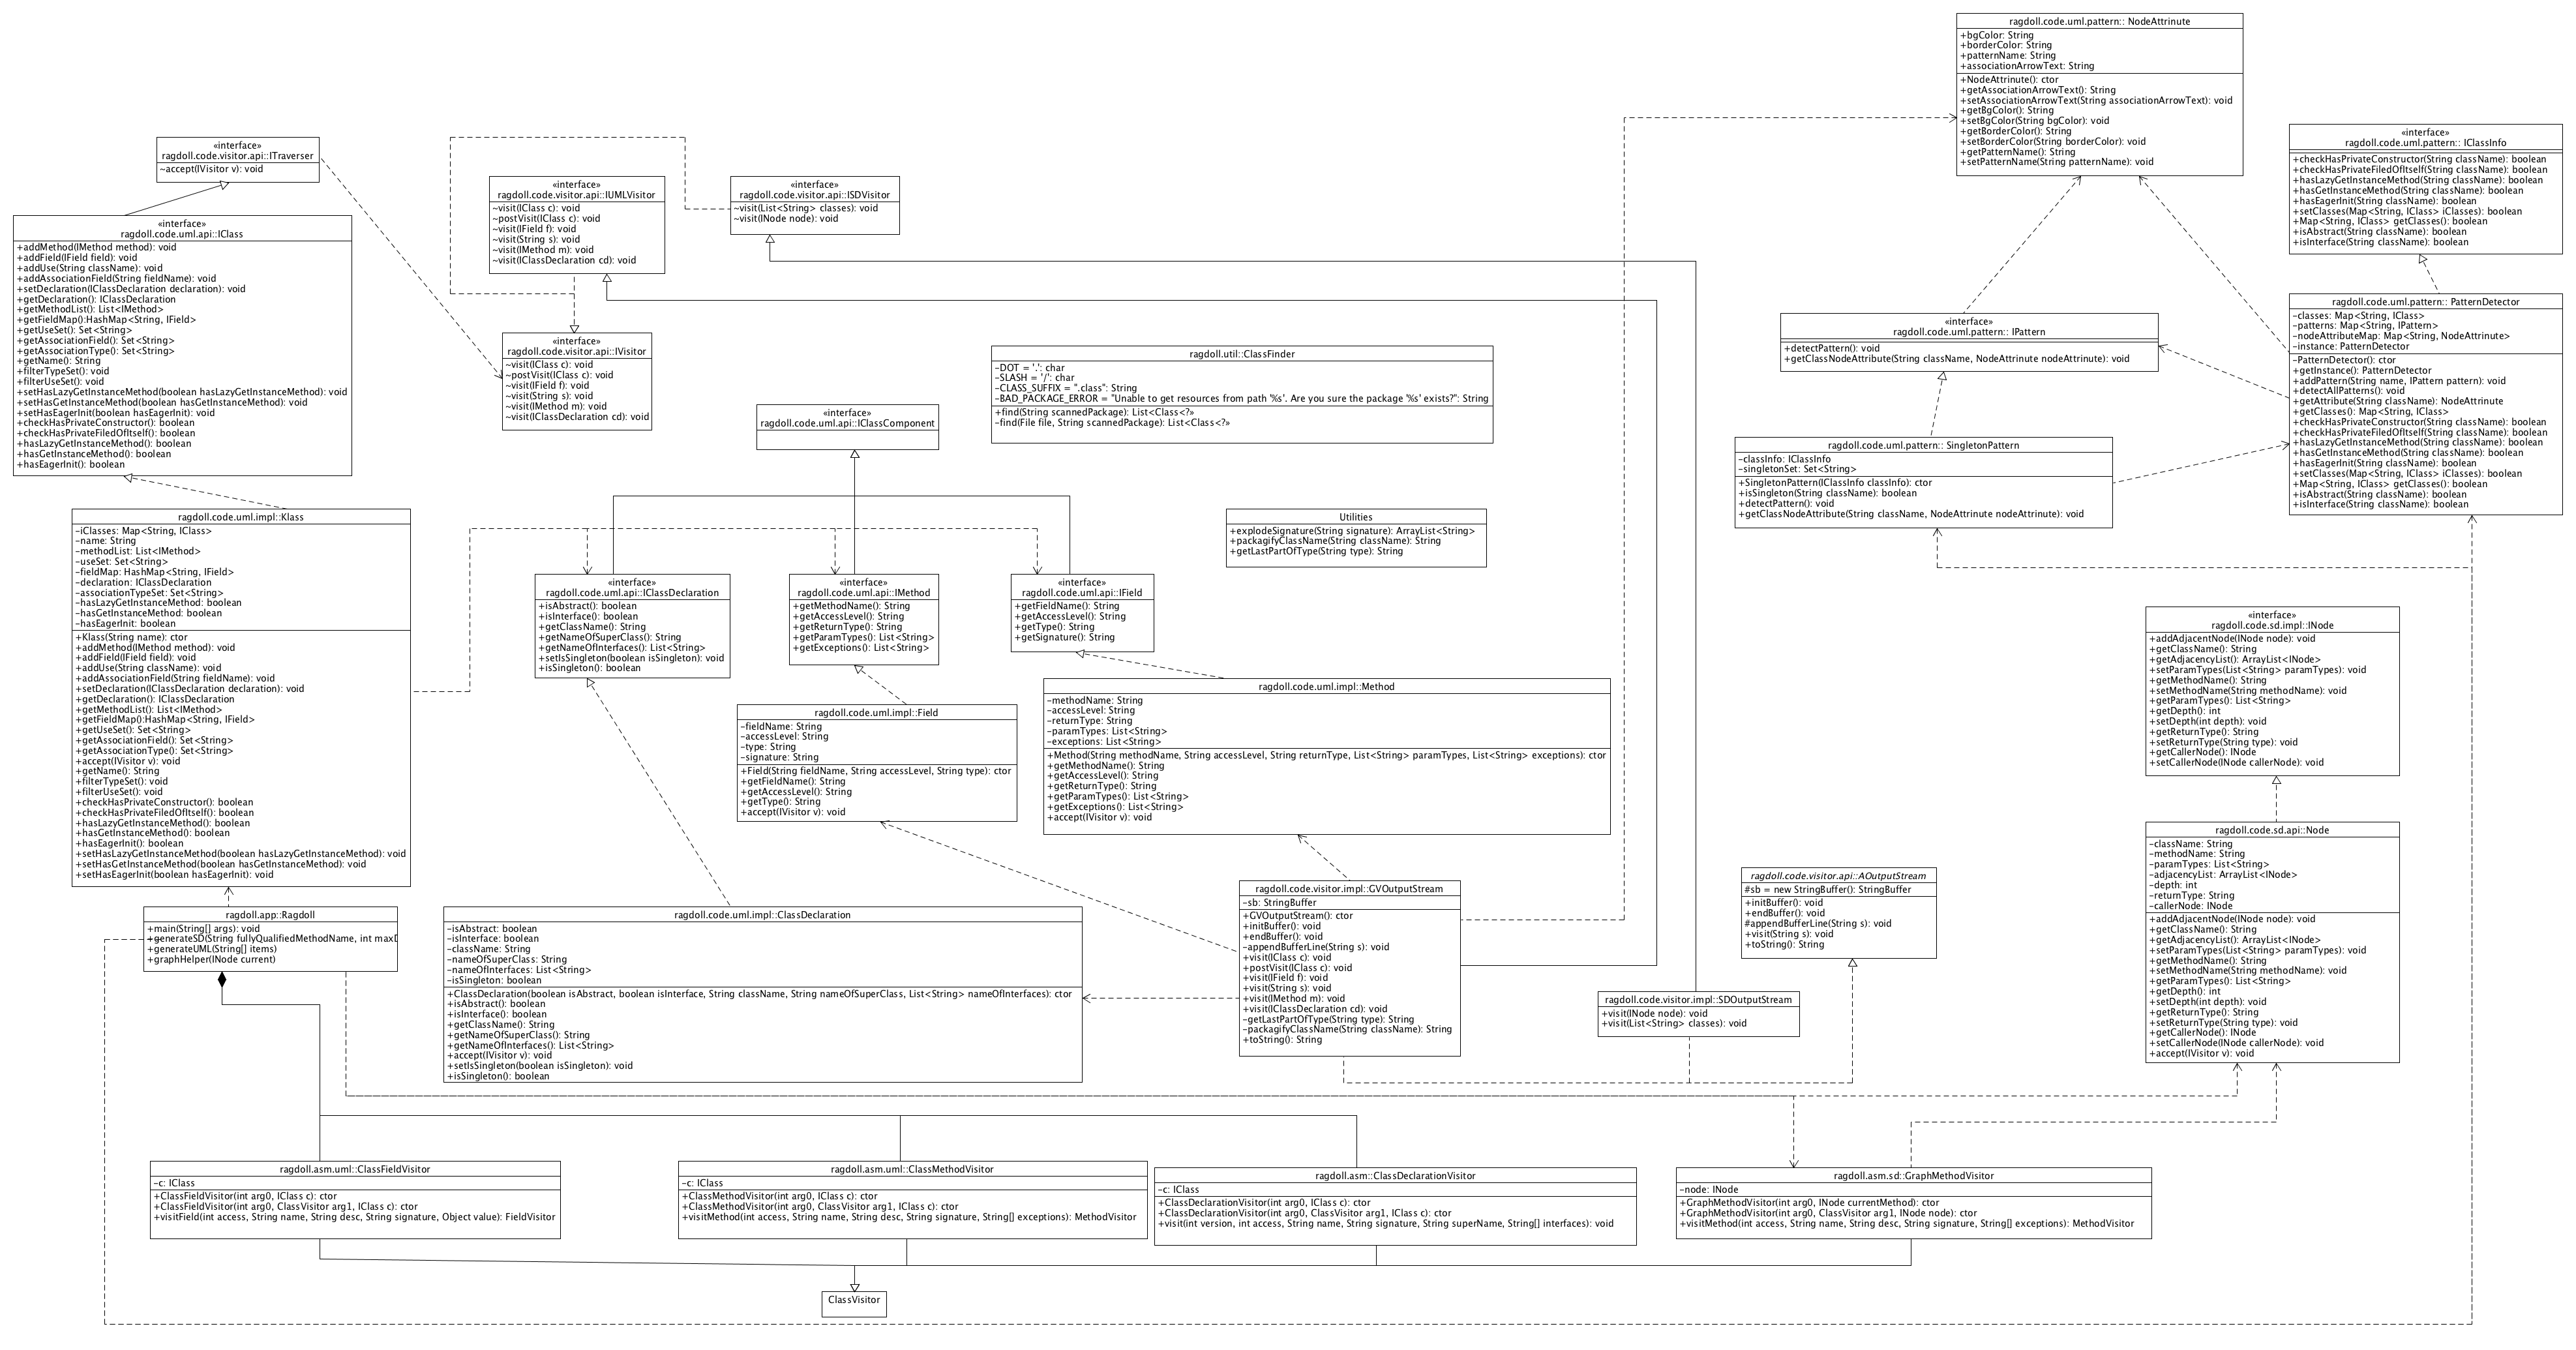 ragdoll.code.uml.pattern:: NodeAttrinute
+bgColor: String
+borderColor: String
+patternName: String
+associationArrowText: String
+NodeAttrinute(): ctor
+getAssociationArrowText(): String
+setAssociationArrowText(String associationArrowText): void
+getBgColor(): String
+setBgColor(String bgColor): void
+getBorderColor(): String
+setBorderColor(String borderColor): void
+getPatternName(): String
+setPatternName(String patternName): void
«interface»
ragdoll.code.uml.pattern:: IClassInfo
+checkHasPrivateConstructor(String className): boolean
+checkHasPrivateFiledOfItself(String className): boolean
+hasLazyGetInstanceMethod(String className): boolean
+hasGetInstanceMethod(String className): boolean
+hasEagerInit(String className): boolean
+setClasses(Map<String, IClass> iClasses): boolean
+Map<String, IClass> getClasses(): boolean
+isAbstract(String className): boolean
+isInterface(String className): boolean
«interface»
ragdoll.code.visitor.api::ITraverser
~accept(IVisitor v): void
«interface»
ragdoll.code.visitor.api::IUMLVisitor
~visit(IClass c): void
~postVisit(IClass c): void
~visit(IField f): void
~visit(String s): void
~visit(IMethod m): void
~visit(IClassDeclaration cd): void
«interface»
ragdoll.code.visitor.api::ISDVisitor
~visit(List<String> classes): void
~visit(INode node): void
«interface»
ragdoll.code.uml.api::IClass
+addMethod(IMethod method): void
+addField(IField field): void
+addUse(String className): void
+addAssociationField(String fieldName): void
+setDeclaration(IClassDeclaration declaration): void
+getDeclaration(): IClassDeclaration
+getMethodList(): List<IMethod>
+getFieldMap():HashMap<String, IField>
+getUseSet(): Set<String>
+getAssociationField(): Set<String>
+getAssociationType(): Set<String>
+getName(): String
+filterTypeSet(): void
+filterUseSet(): void
+setHasLazyGetInstanceMethod(boolean hasLazyGetInstanceMethod): void
+setHasGetInstanceMethod(boolean hasGetInstanceMethod): void
+setHasEagerInit(boolean hasEagerInit): void
+checkHasPrivateConstructor(): boolean
+checkHasPrivateFiledOfItself(): boolean
+hasLazyGetInstanceMethod(): boolean
+hasGetInstanceMethod(): boolean
+hasEagerInit(): boolean
«interface»
ragdoll.code.visitor.api::IVisitor
~visit(IClass c): void
~postVisit(IClass c): void
~visit(IField f): void
~visit(String s): void
~visit(IMethod m): void
~visit(IClassDeclaration cd): void
ragdoll.util::ClassFinder
-DOT = '.': char
-SLASH = '/': char
-CLASS_SUFFIX = ".class": String
-BAD_PACKAGE_ERROR = "Unable to get resources from path '%s'. Are you sure the package '%s' exists?": String
+find(String scannedPackage): List<Class<?»
-find(File file, String scannedPackage): List<Class<?»
«interface»
ragdoll.code.uml.api::IClassComponent
«interface»
ragdoll.code.uml.pattern:: IPattern
+detectPattern(): void
+getClassNodeAttribute(String className, NodeAttrinute nodeAttrinute): void
ragdoll.code.uml.pattern:: PatternDetector
-classes: Map<String, IClass>
-patterns: Map<String, IPattern>
-nodeAttributeMap: Map<String, NodeAttrinute>
-instance: PatternDetector
-PatternDetector(): ctor
+getInstance(): PatternDetector
+addPattern(String name, IPattern pattern): void
+detectAllPatterns(): void
+getAttribute(String className): NodeAttrinute
+getClasses(): Map<String, IClass>
+checkHasPrivateConstructor(String className): boolean
+checkHasPrivateFiledOfItself(String className): boolean
+hasLazyGetInstanceMethod(String className): boolean
+hasGetInstanceMethod(String className): boolean
+hasEagerInit(String className): boolean
+setClasses(Map<String, IClass> iClasses): boolean
+Map<String, IClass> getClasses(): boolean
+isAbstract(String className): boolean
+isInterface(String className): boolean
ragdoll.code.uml.pattern:: SingletonPattern
-classInfo: IClassInfo
-singletonSet: Set<String>
+SingletonPattern(IClassInfo classInfo): ctor
+isSingleton(String className): boolean
+detectPattern(): void
+getClassNodeAttribute(String className, NodeAttrinute nodeAttrinute): void
ragdoll.code.uml.impl::Klass
-iClasses: Map<String, IClass>
-name: String
-methodList: List<IMethod>
-useSet: Set<String>
-fieldMap: HashMap<String, IField>
-declaration: IClassDeclaration
-associationTypeSet: Set<String>
-hasLazyGetInstanceMethod: boolean
-hasGetInstanceMethod: boolean
-hasEagerInit: boolean
+Klass(String name): ctor
+addMethod(IMethod method): void
+addField(IField field): void
+addUse(String className): void
+addAssociationField(String fieldName): void
+setDeclaration(IClassDeclaration declaration): void
+getDeclaration(): IClassDeclaration
+getMethodList(): List<IMethod>
+getFieldMap():HashMap<String, IField>
+getUseSet(): Set<String>
+getAssociationField(): Set<String>
+getAssociationType(): Set<String>
+accept(IVisitor v): void
+getName(): String
+filterTypeSet(): void
+filterUseSet(): void
+checkHasPrivateConstructor(): boolean
+checkHasPrivateFiledOfItself(): boolean
+hasLazyGetInstanceMethod(): boolean
+hasGetInstanceMethod(): boolean
+hasEagerInit(): boolean
+setHasLazyGetInstanceMethod(boolean hasLazyGetInstanceMethod): void
+setHasGetInstanceMethod(boolean hasGetInstanceMethod): void
+setHasEagerInit(boolean hasEagerInit): void
Utilities
+explodeSignature(String signature): ArrayList<String>
+packagifyClassName(String className): String
+getLastPartOfType(String type): String
«interface»
ragdoll.code.uml.api::IClassDeclaration
+isAbstract(): boolean
+isInterface(): boolean
+getClassName(): String
+getNameOfSuperClass(): String
+getNameOfInterfaces(): List<String>
+setIsSingleton(boolean isSingleton): void
+isSingleton(): boolean
«interface»
ragdoll.code.uml.api::IMethod
+getMethodName(): String
+getAccessLevel(): String
+getReturnType(): String
+getParamTypes(): List<String>
+getExceptions(): List<String>
«interface»
ragdoll.code.uml.api::IField
+getFieldName(): String
+getAccessLevel(): String
+getType(): String
+getSignature(): String
«interface»
ragdoll.code.sd.impl::INode
+addAdjacentNode(INode node): void
+getClassName(): String
+getAdjacencyList(): ArrayList<INode>
+setParamTypes(List<String> paramTypes): void
+getMethodName(): String
+setMethodName(String methodName): void
+getParamTypes(): List<String>
+getDepth(): int
+setDepth(int depth): void
+getReturnType(): String
+setReturnType(String type): void
+getCallerNode(): INode
+setCallerNode(INode callerNode): void
ragdoll.code.uml.impl::Field
-fieldName: String
-accessLevel: String
-type: String
-signature: String
+Field(String fieldName, String accessLevel, String type): ctor
+getFieldName(): String
+getAccessLevel(): String
+getType(): String
+accept(IVisitor v): void
ragdoll.code.uml.impl::Method
-methodName: String
-accessLevel: String
-returnType: String
-paramTypes: List<String>
-exceptions: List<String>
+Method(String methodName, String accessLevel, String returnType, List<String> paramTypes, List<String> exceptions): ctor
+getMethodName(): String
+getAccessLevel(): String
+getReturnType(): String
+getParamTypes(): List<String>
+getExceptions(): List<String>
+accept(IVisitor v): void
ragdoll.code.sd.api::Node
-className: String
-methodName: String
-paramTypes: List<String>
-adjacencyList: ArrayList<INode>
-depth: int
-returnType: String
-callerNode: INode
+addAdjacentNode(INode node): void
+getClassName(): String
+getAdjacencyList(): ArrayList<INode>
+setParamTypes(List<String> paramTypes): void
+getMethodName(): String
+setMethodName(String methodName): void
+getParamTypes(): List<String>
+getDepth(): int
+setDepth(int depth): void
+getReturnType(): String
+setReturnType(String type): void
+getCallerNode(): INode
+setCallerNode(INode callerNode): void
+accept(IVisitor v): void
ragdoll.app::Ragdoll
+main(String[] args): void
+generateSD(String fullyQualifiedMethodName, int maxD
+generateUML(String[] items)
+graphHelper(INode current)
ragdoll.code.uml.impl::ClassDeclaration
-isAbstract: boolean
-isInterface: boolean
-className: String
-nameOfSuperClass: String
-nameOfInterfaces: List<String>
-isSingleton: boolean
+ClassDeclaration(boolean isAbstract, boolean isInterface, String className, String nameOfSuperClass, List<String> nameOfInterfaces): ctor
+isAbstract(): boolean
+isInterface(): boolean
+getClassName(): String
+getNameOfSuperClass(): String
+getNameOfInterfaces(): List<String>
+accept(IVisitor v): void
+setIsSingleton(boolean isSingleton): void
+isSingleton(): boolean
ragdoll.code.visitor.impl::GVOutputStream
-sb: StringBuffer
+GVOutputStream(): ctor
+initBuffer(): void
+endBuffer(): void
-appendBufferLine(String s): void
+visit(IClass c): void
+postVisit(IClass c): void
+visit(IField f): void
+visit(String s): void
+visit(IMethod m): void
+visit(IClassDeclaration cd): void
-getLastPartOfType(String type): String
-packagifyClassName(String className): String
+toString(): String
ragdoll.code.visitor.api::AOutputStream
#sb = new StringBuffer(): StringBuffer
+initBuffer(): void
+endBuffer(): void
#appendBufferLine(String s): void
+visit(String s): void
+toString(): String
ragdoll.code.visitor.impl::SDOutputStream
+visit(INode node): void
+visit(List<String> classes): void
ragdoll.asm.uml::ClassFieldVisitor
-c: IClass
+ClassFieldVisitor(int arg0, IClass c): ctor
+ClassFieldVisitor(int arg0, ClassVisitor arg1, IClass c): ctor
+visitField(int access, String name, String desc, String signature, Object value): FieldVisitor
ragdoll.asm.uml::ClassMethodVisitor
-c: IClass
+ClassMethodVisitor(int arg0, IClass c): ctor
+ClassMethodVisitor(int arg0, ClassVisitor arg1, IClass c): ctor
+visitMethod(int access, String name, String desc, String signature, String[] exceptions): MethodVisitor
ragdoll.asm::ClassDeclarationVisitor
-c: IClass
+ClassDeclarationVisitor(int arg0, IClass c): ctor
+ClassDeclarationVisitor(int arg0, ClassVisitor arg1, IClass c): ctor
+visit(int version, int access, String name, String signature, String superName, String[] interfaces): void
ragdoll.asm.sd::GraphMethodVisitor
-node: INode
+GraphMethodVisitor(int arg0, INode currentMethod): ctor
+GraphMethodVisitor(int arg0, ClassVisitor arg1, INode node): ctor
+visitMethod(int access, String name, String desc, String signature, String[] exceptions): MethodVisitor
ClassVisitor